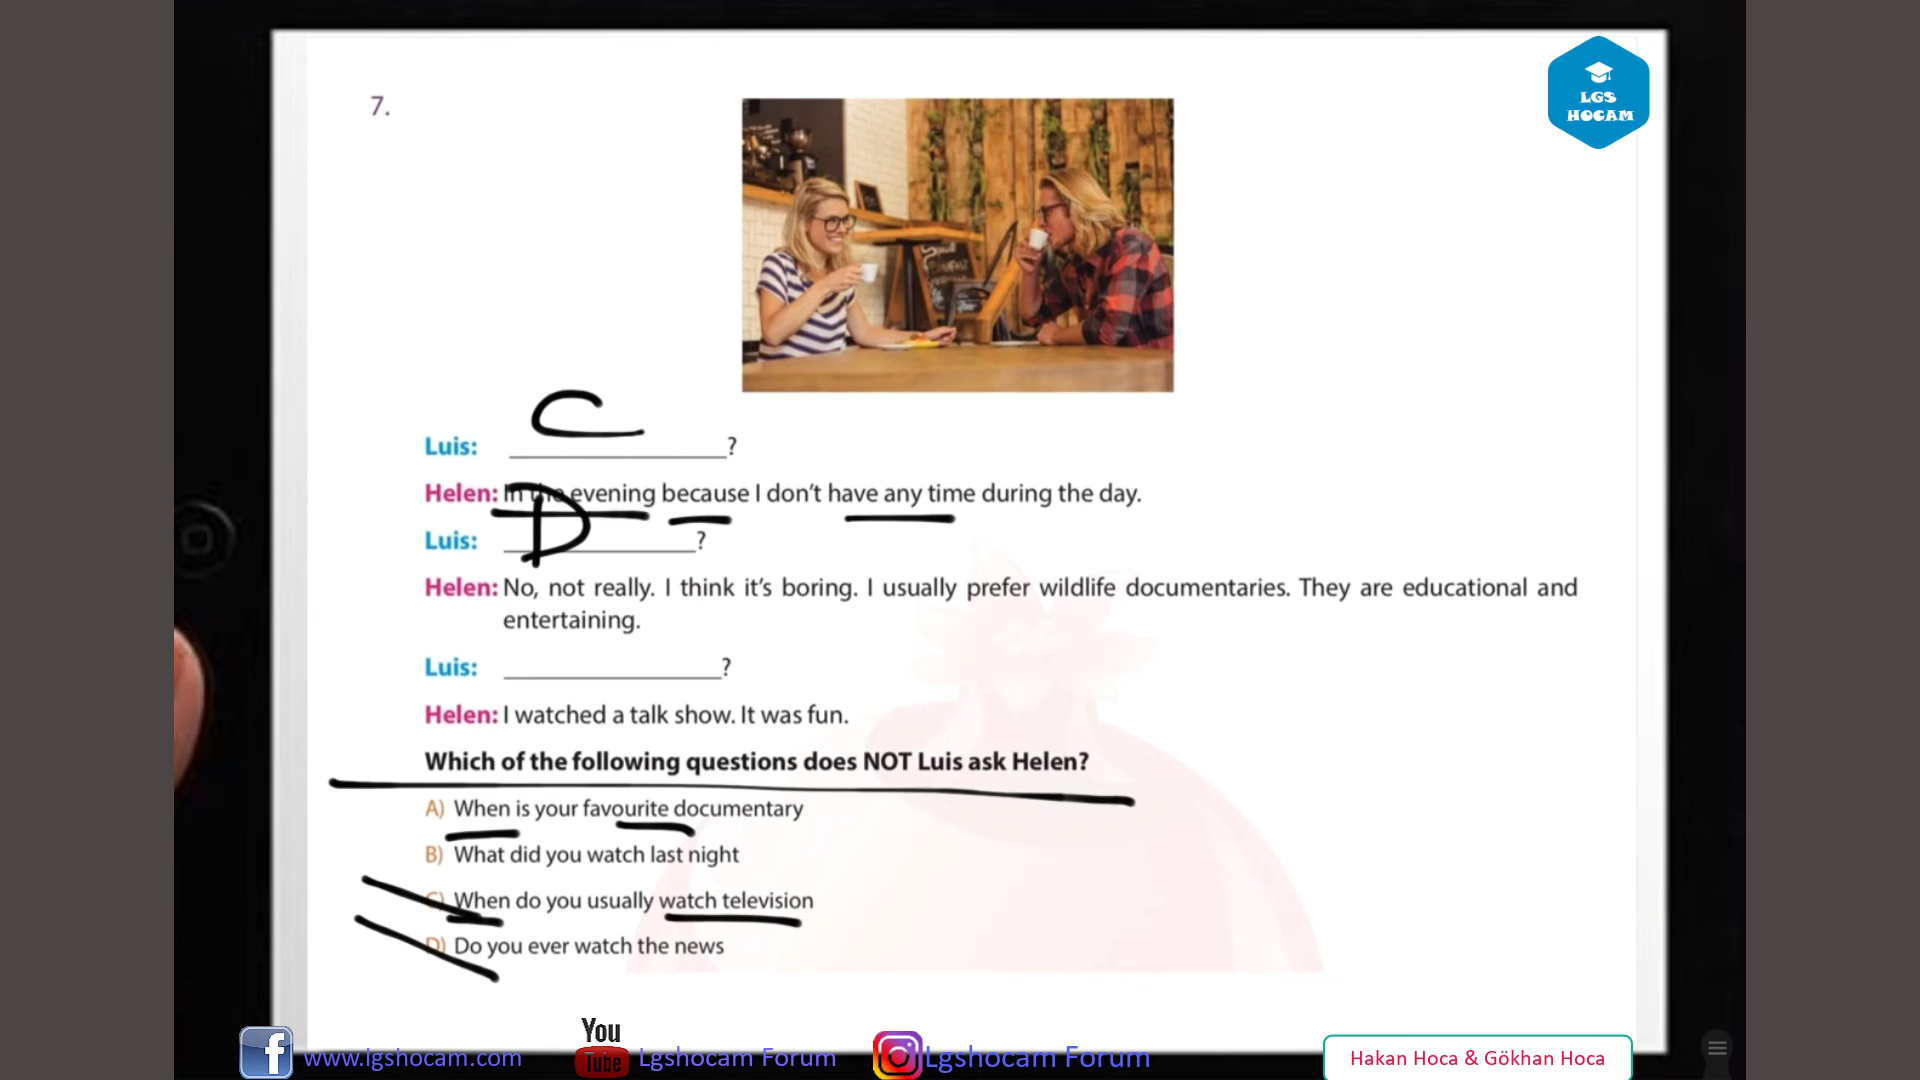 7.
LGS
HOCAM
C
Luis: ____________________?
Helen: In the evening because I don't have any time during the day.
D
Luis: ____________________?
Helen: No, not really. I think it's boring. I usually prefer wildlife documentaries. They are educational and
entertaining.
Luis: ____________________?
Helen: I watched a talk show. It was fun.
Which of the following questions does NOT Luis ask Helen?
A) When is your favourite documentary
B) What did you watch last night
C) When do you usually watch television
D) Do you ever watch the news
www.lgshocam.com
You
Tube
Lgshocam Forum
Lgshocam Forum
Hakan Hoca & Gökhan Hoca